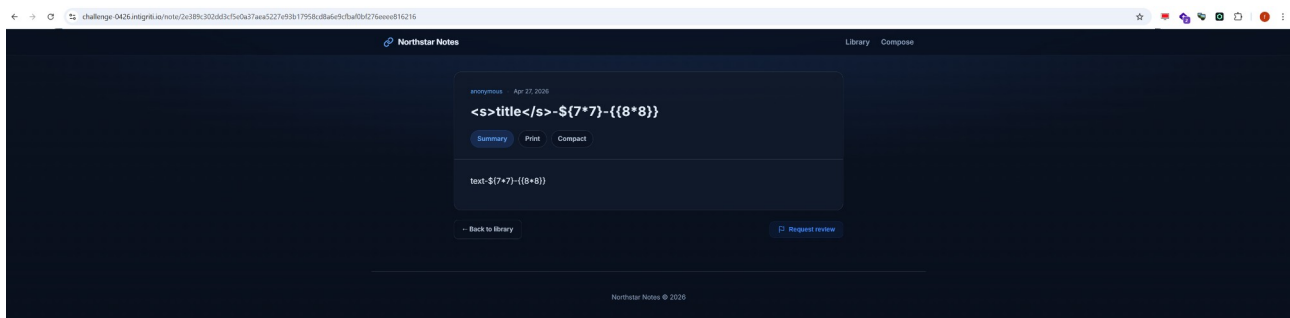 challenge-0426.intigriti.io/note/2e389c302dd3cf5e0a37aea5227e93b17958cd8a6e9cfbaf0bf276eeee816216
Northstar Notes
Library Compose
anonymous · Apr 27, 2026
<s>title</s>-${7*7}-{{8*8}}
Summary Print Compact
text-${7*7}-{{8*8}}
← Back to library
Request review
Northstar Notes © 2026